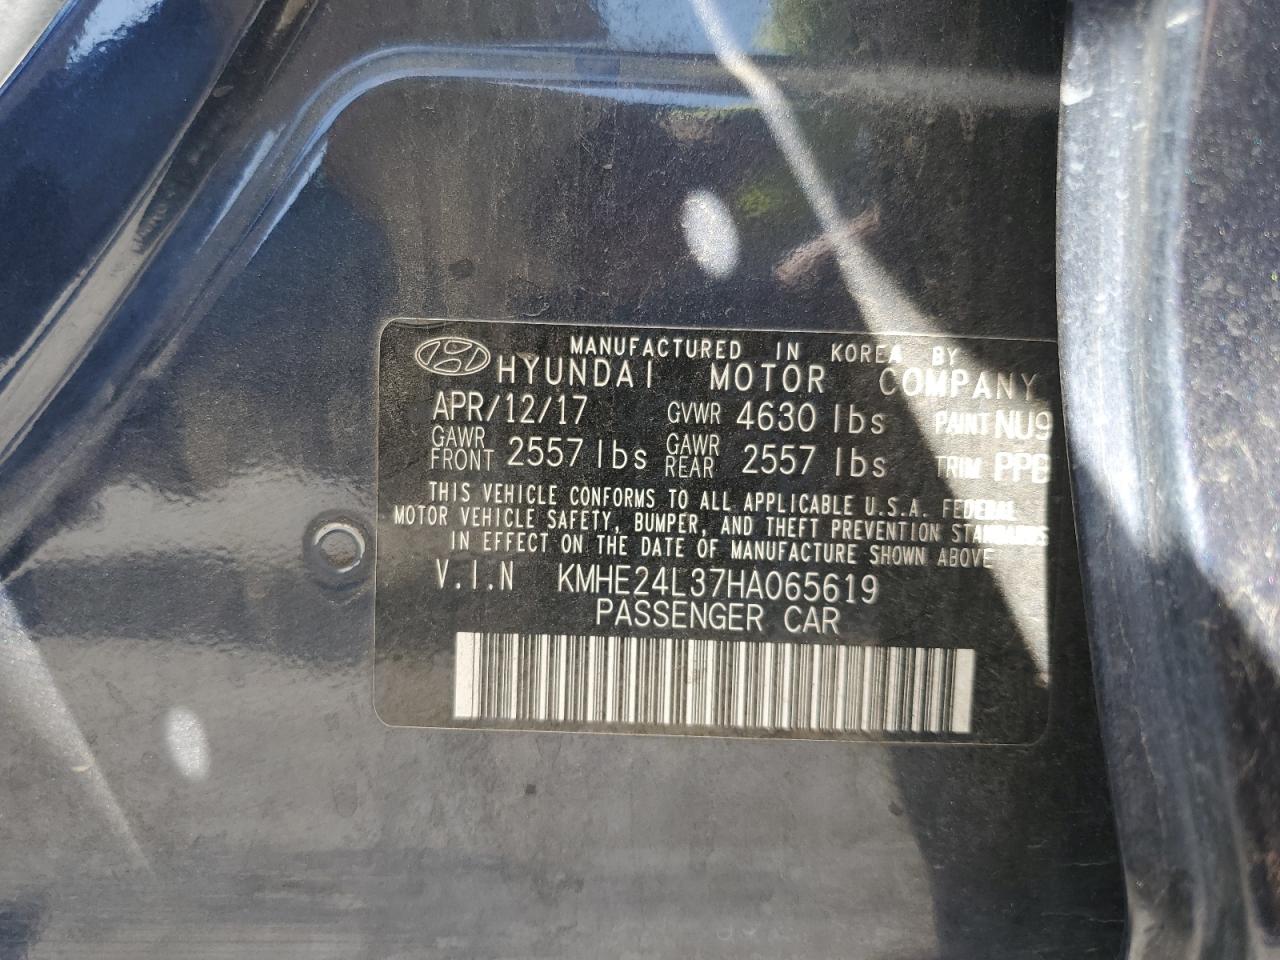 MANUFACTURED IN KOREA BY
HYUNDAI MOTOR COMPANY
APR/12/17 GVWR 4630 lbs PAINT NU9
GAWR FRONT 2557 lbs GAWR REAR 2557 lbs TRIM PPB
THIS VEHICLE CONFORMS TO ALL APPLICABLE U.S.A. FEDERAL
MOTOR VEHICLE SAFETY, BUMPER, AND THEFT PREVENTION STANDARDS
IN EFFECT ON THE DATE OF MANUFACTURE SHOWN ABOVE
V.I.N KMHE24L37HA065619
PASSENGER CAR